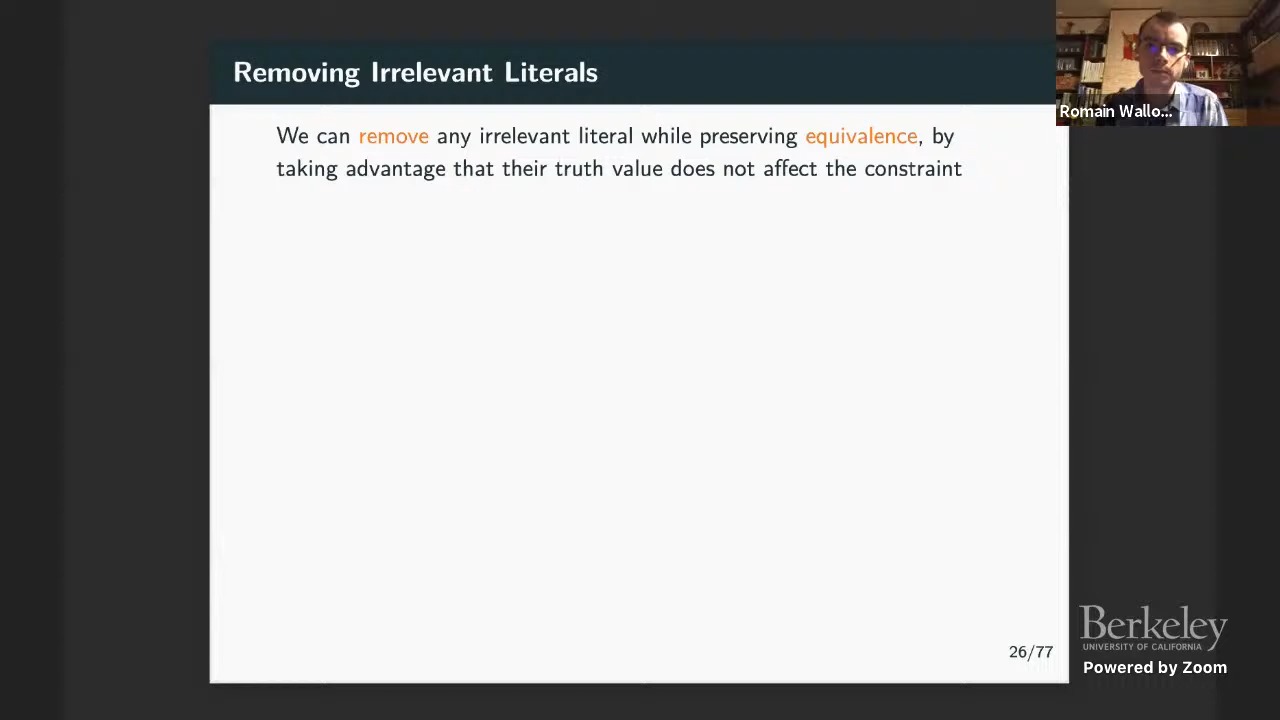 Removing Irrelevant Literals
Romain Wallo...
We can remove any irrelevant literal while preserving equivalence, by
taking advantage that their truth value does not affect the constraint
26/77
Berkeley
UNIVERSITY OF CALIFORNIA
Powered by Zoom